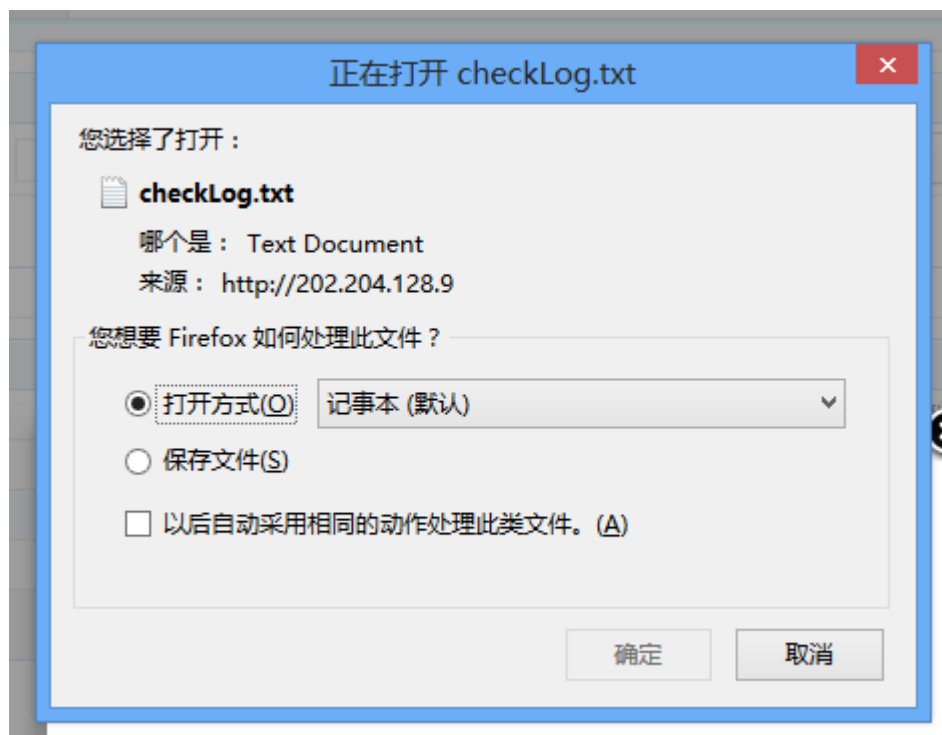 正在打开 checkLog.txt
您选择了打开：
checkLog.txt
哪个是： Text Document
来源： http://202.204.128.9
您想要 Firefox 如何处理此文件？
打开方式(O) 记事本 (默认)
保存文件(S)
以后自动采用相同的动作处理此类文件。(A)
确定 取消